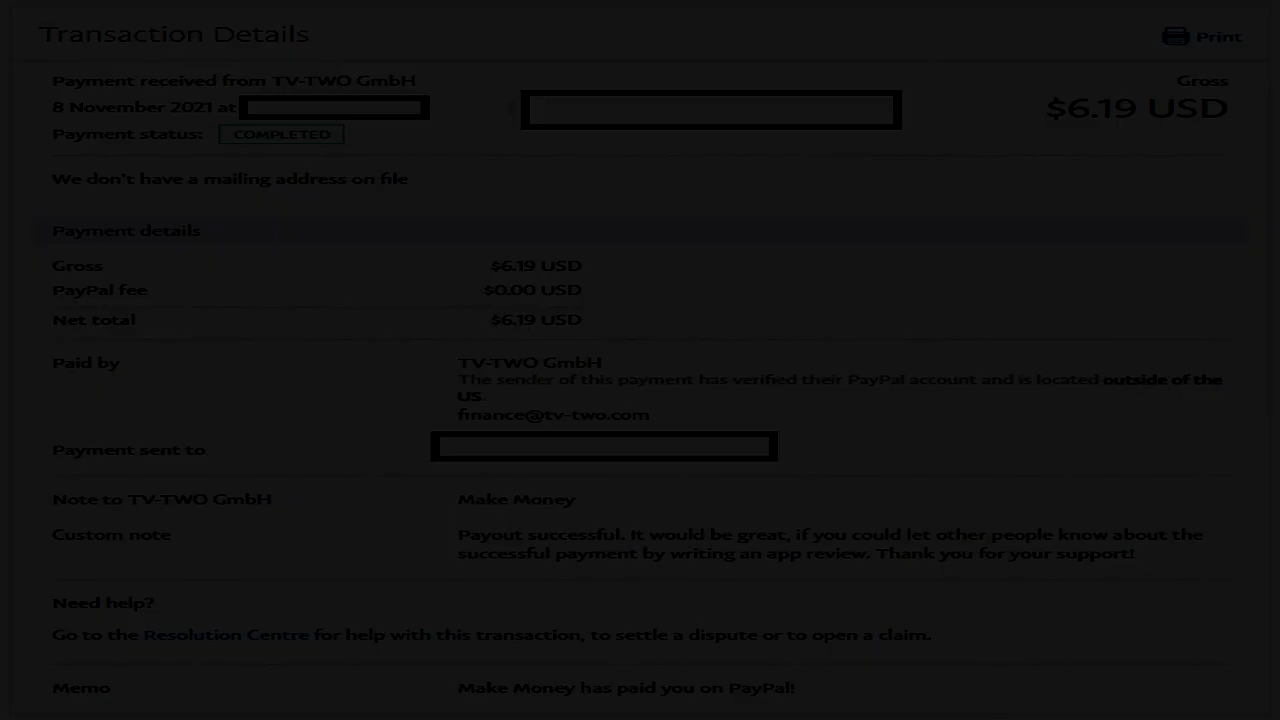 Transaction Details
Print
Payment received from TV-TWO GmbH
Gross
8 November 2021 at
$6.19 USD
Payment status: COMPLETED
We don't have a mailing address on file
Payment details
Gross $6.19 USD
PayPal fee $0.00 USD
Net total $6.19 USD
Paid by TV-TWO GmbH
The sender of this payment has verified their PayPal account and is located outside of the
US.
finance@tv-two.com
Payment sent to
Note to TV-TWO GmbH Make Money
Custom note Payout successful. It would be great, if you could let other people know about the
successful payment by writing an app review. Thank you for your support!
Need help?
Go to the Resolution Centre for help with this transaction, to settle a dispute or to open a claim.
Memo Make Money has paid you on PayPal!